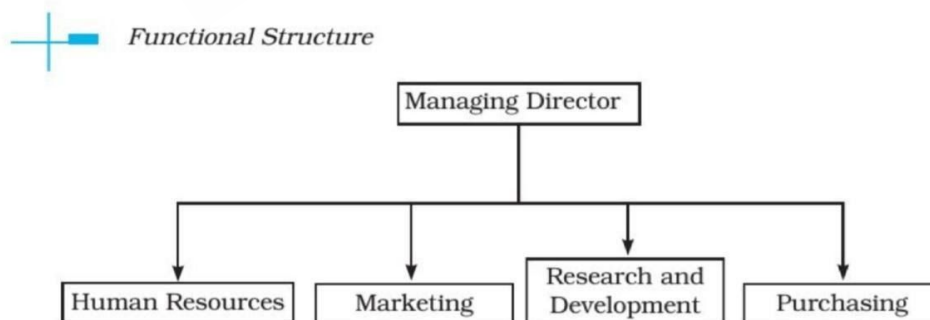 Functional Structure
Managing Director
Human Resources
Marketing
Research and
Development
Purchasing